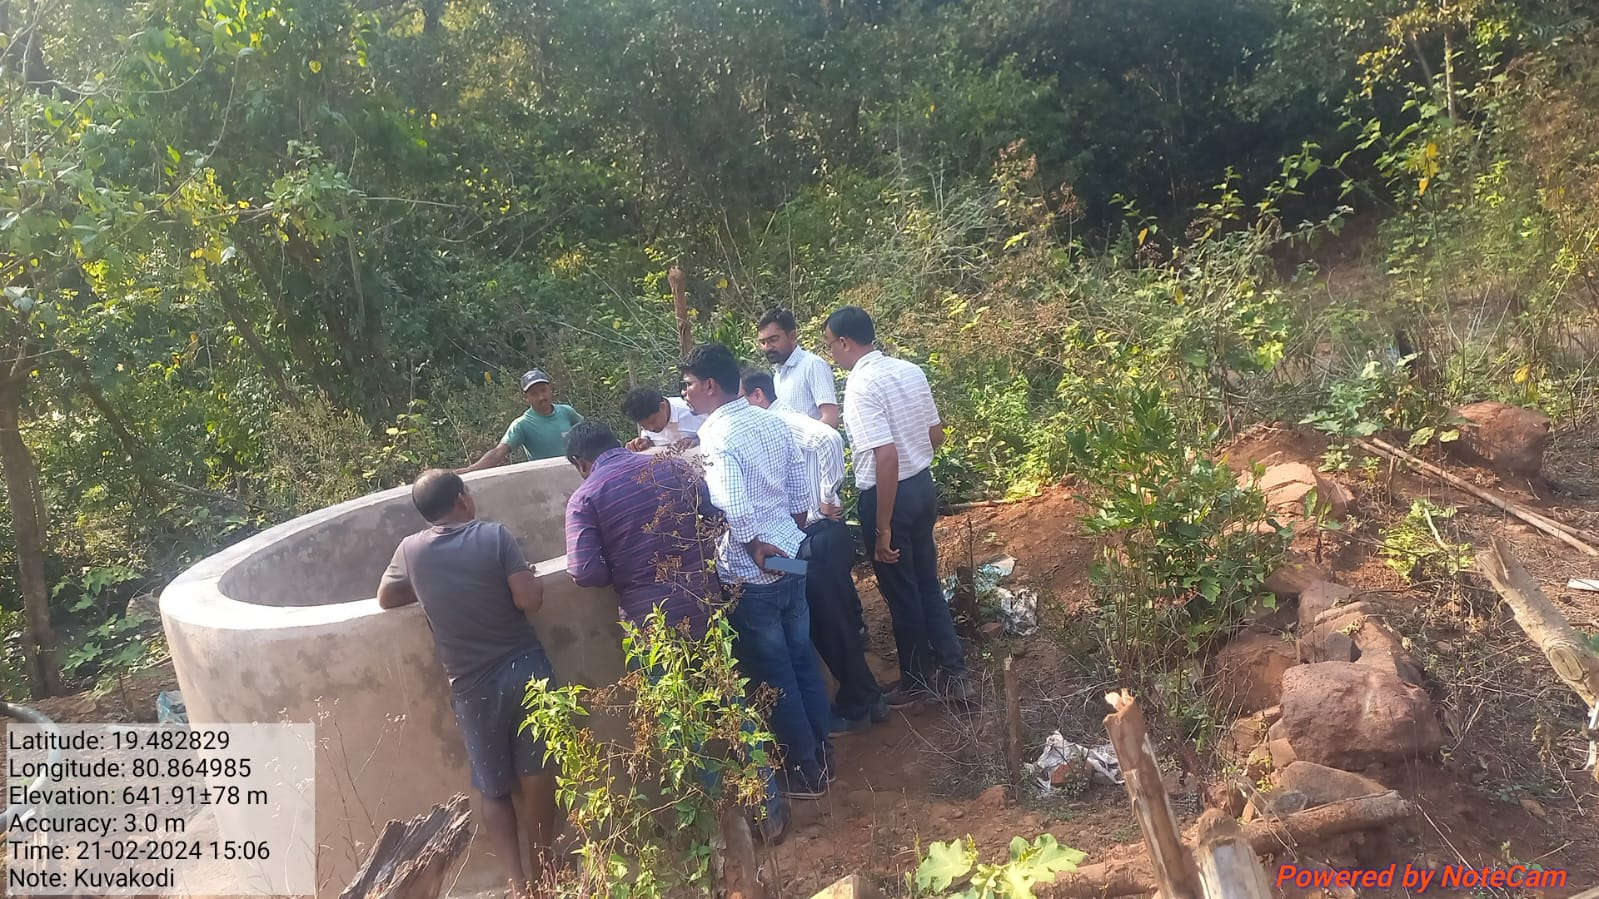 Latitude: 19.482829
Longitude: 80.864985
Elevation: 641.91±78 m
Accuracy: 3.0 m
Time: 21-02-2024 15:06
Note: Kuvakodi
Powered by NoteCam